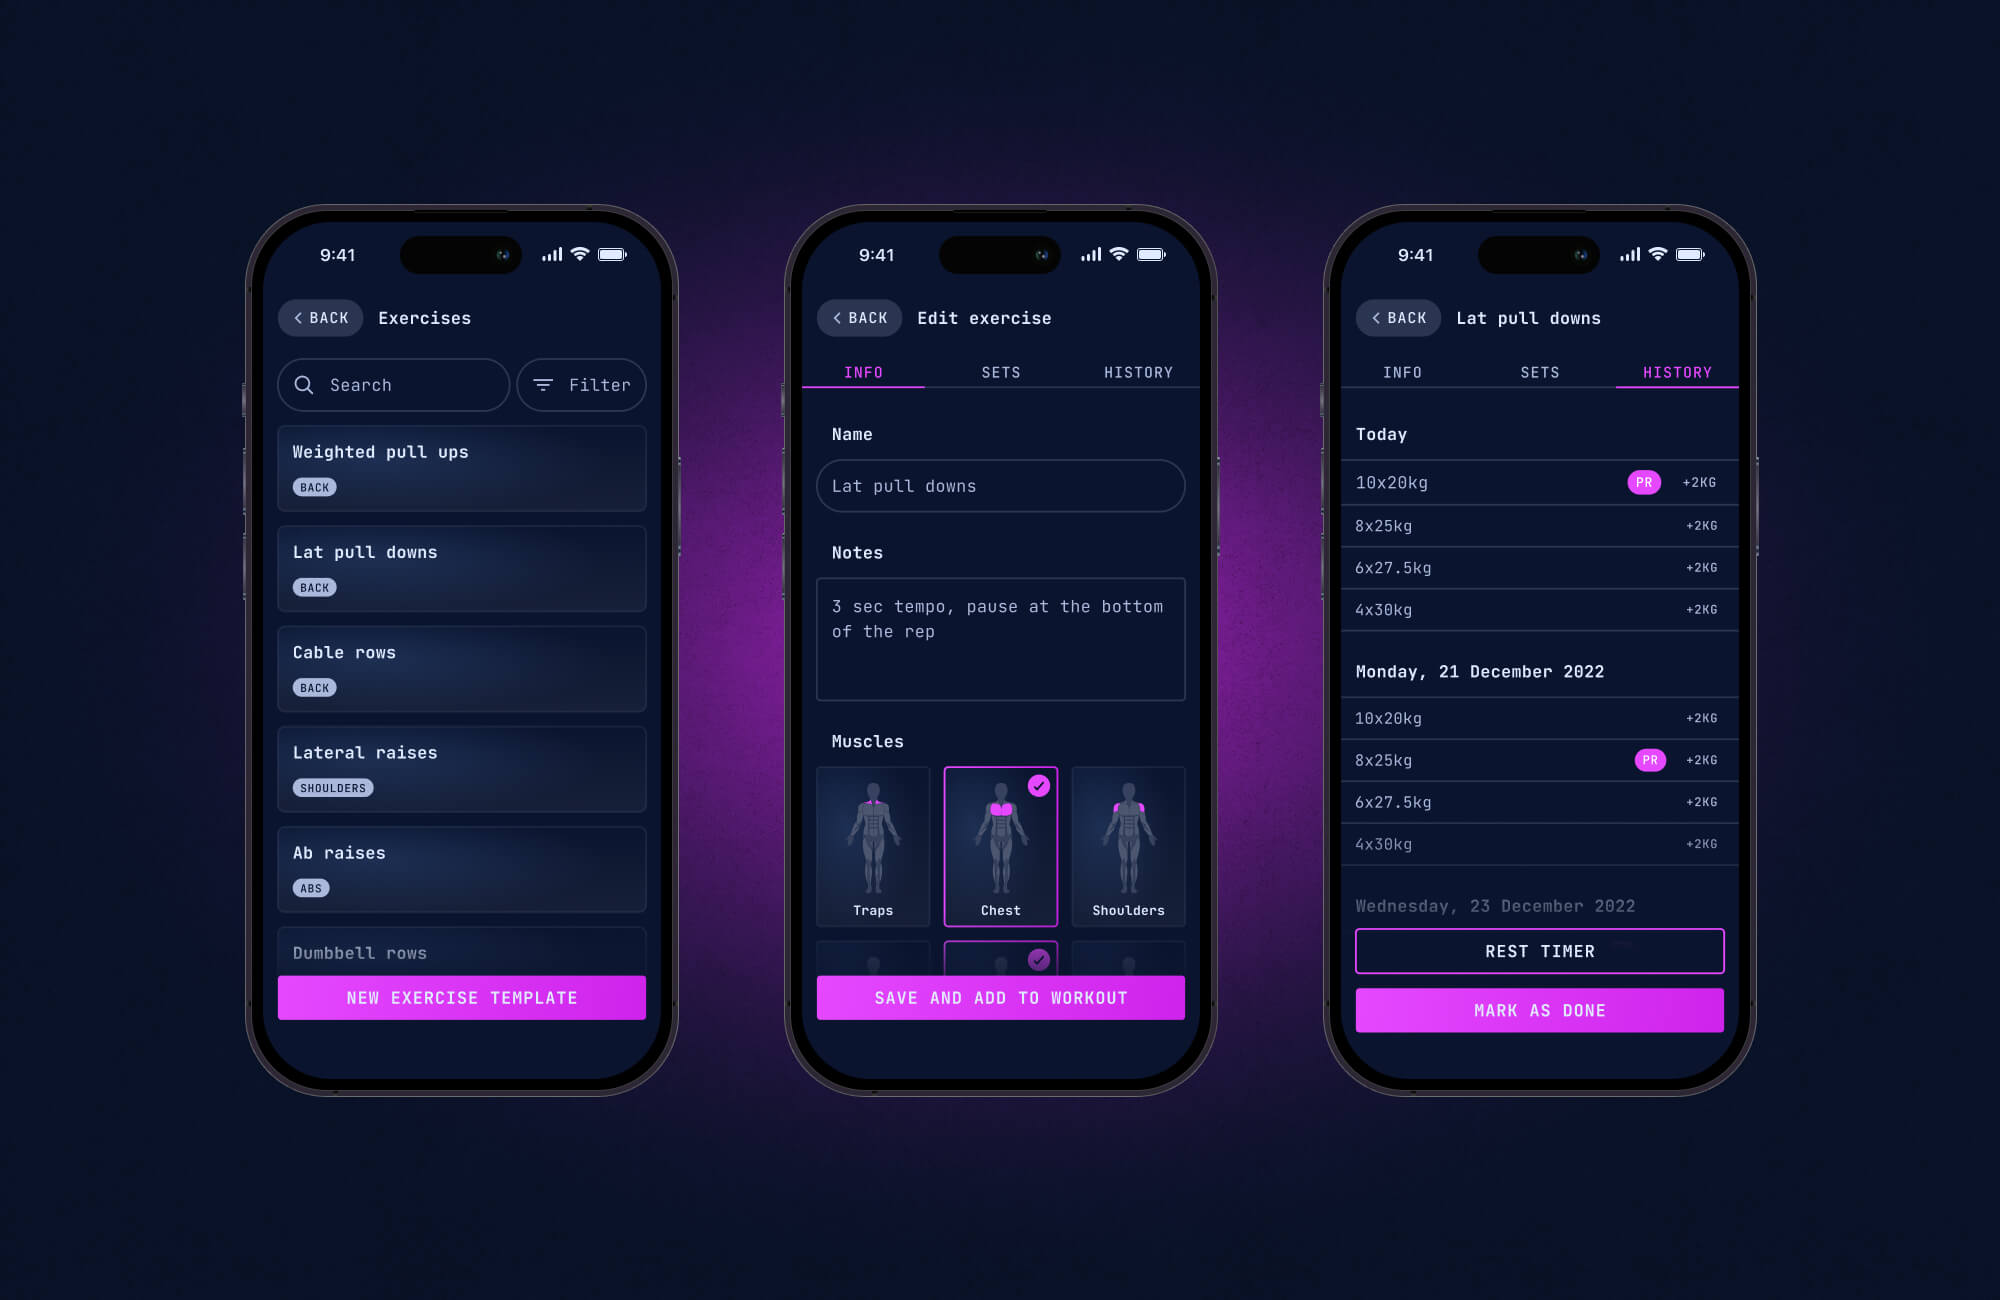 9:41
BACK Exercises
Search Filter
Weighted pull ups
BACK
Lat pull downs
BACK
Cable rows
BACK
Lateral raises
SHOULDERS
Ab raises
ABS
Dumbbell rows
NEW EXERCISE TEMPLATE
9:41
BACK Edit exercise
INFO SETS HISTORY
Name
Lat pull downs
Notes
3 sec tempo, pause at the bottom
of the rep
Muscles
Traps Chest Shoulders
SAVE AND ADD TO WORKOUT
9:41
BACK Lat pull downs
INFO SETS HISTORY
Today
10x20kg PR +2KG
8x25kg +2KG
6x27.5kg +2KG
4x30kg +2KG
Monday, 21 December 2022
10x20kg +2KG
8x25kg PR +2KG
6x27.5kg +2KG
4x30kg +2KG
Wednesday, 23 December 2022
REST TIMER
MARK AS DONE